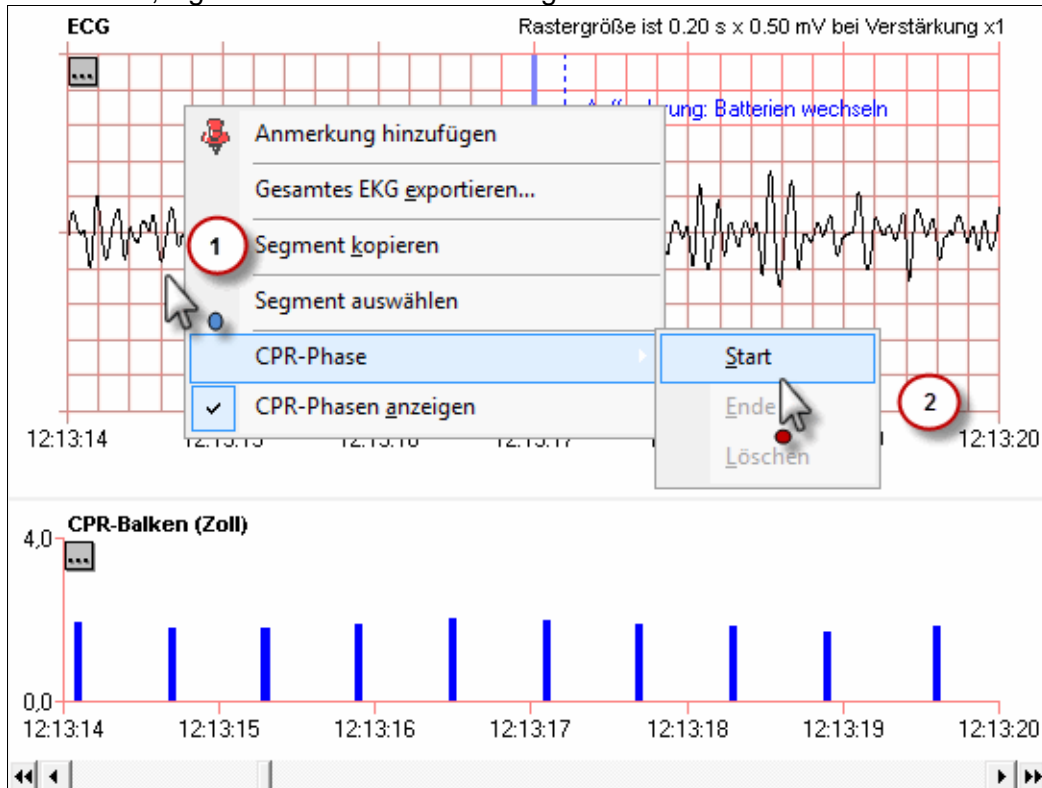 ECG
Rastergröße ist 0.20 s x 0.50 mV bei Verstärkung x1
...
rung: Batterien wechseln
Anmerkung hinzufügen
Gesamtes EKG exportieren...
1
Segment kopieren
Segment auswählen
CPR-Phase
Start
CPR-Phasen anzeigen
Ende
2
Löschen
12:13:14
12:13:20
CPR-Balken (Zoll)
4,0
...
0,0
12:13:14 12:13:15 12:13:16 12:13:17 12:13:18 12:13:19 12:13:20